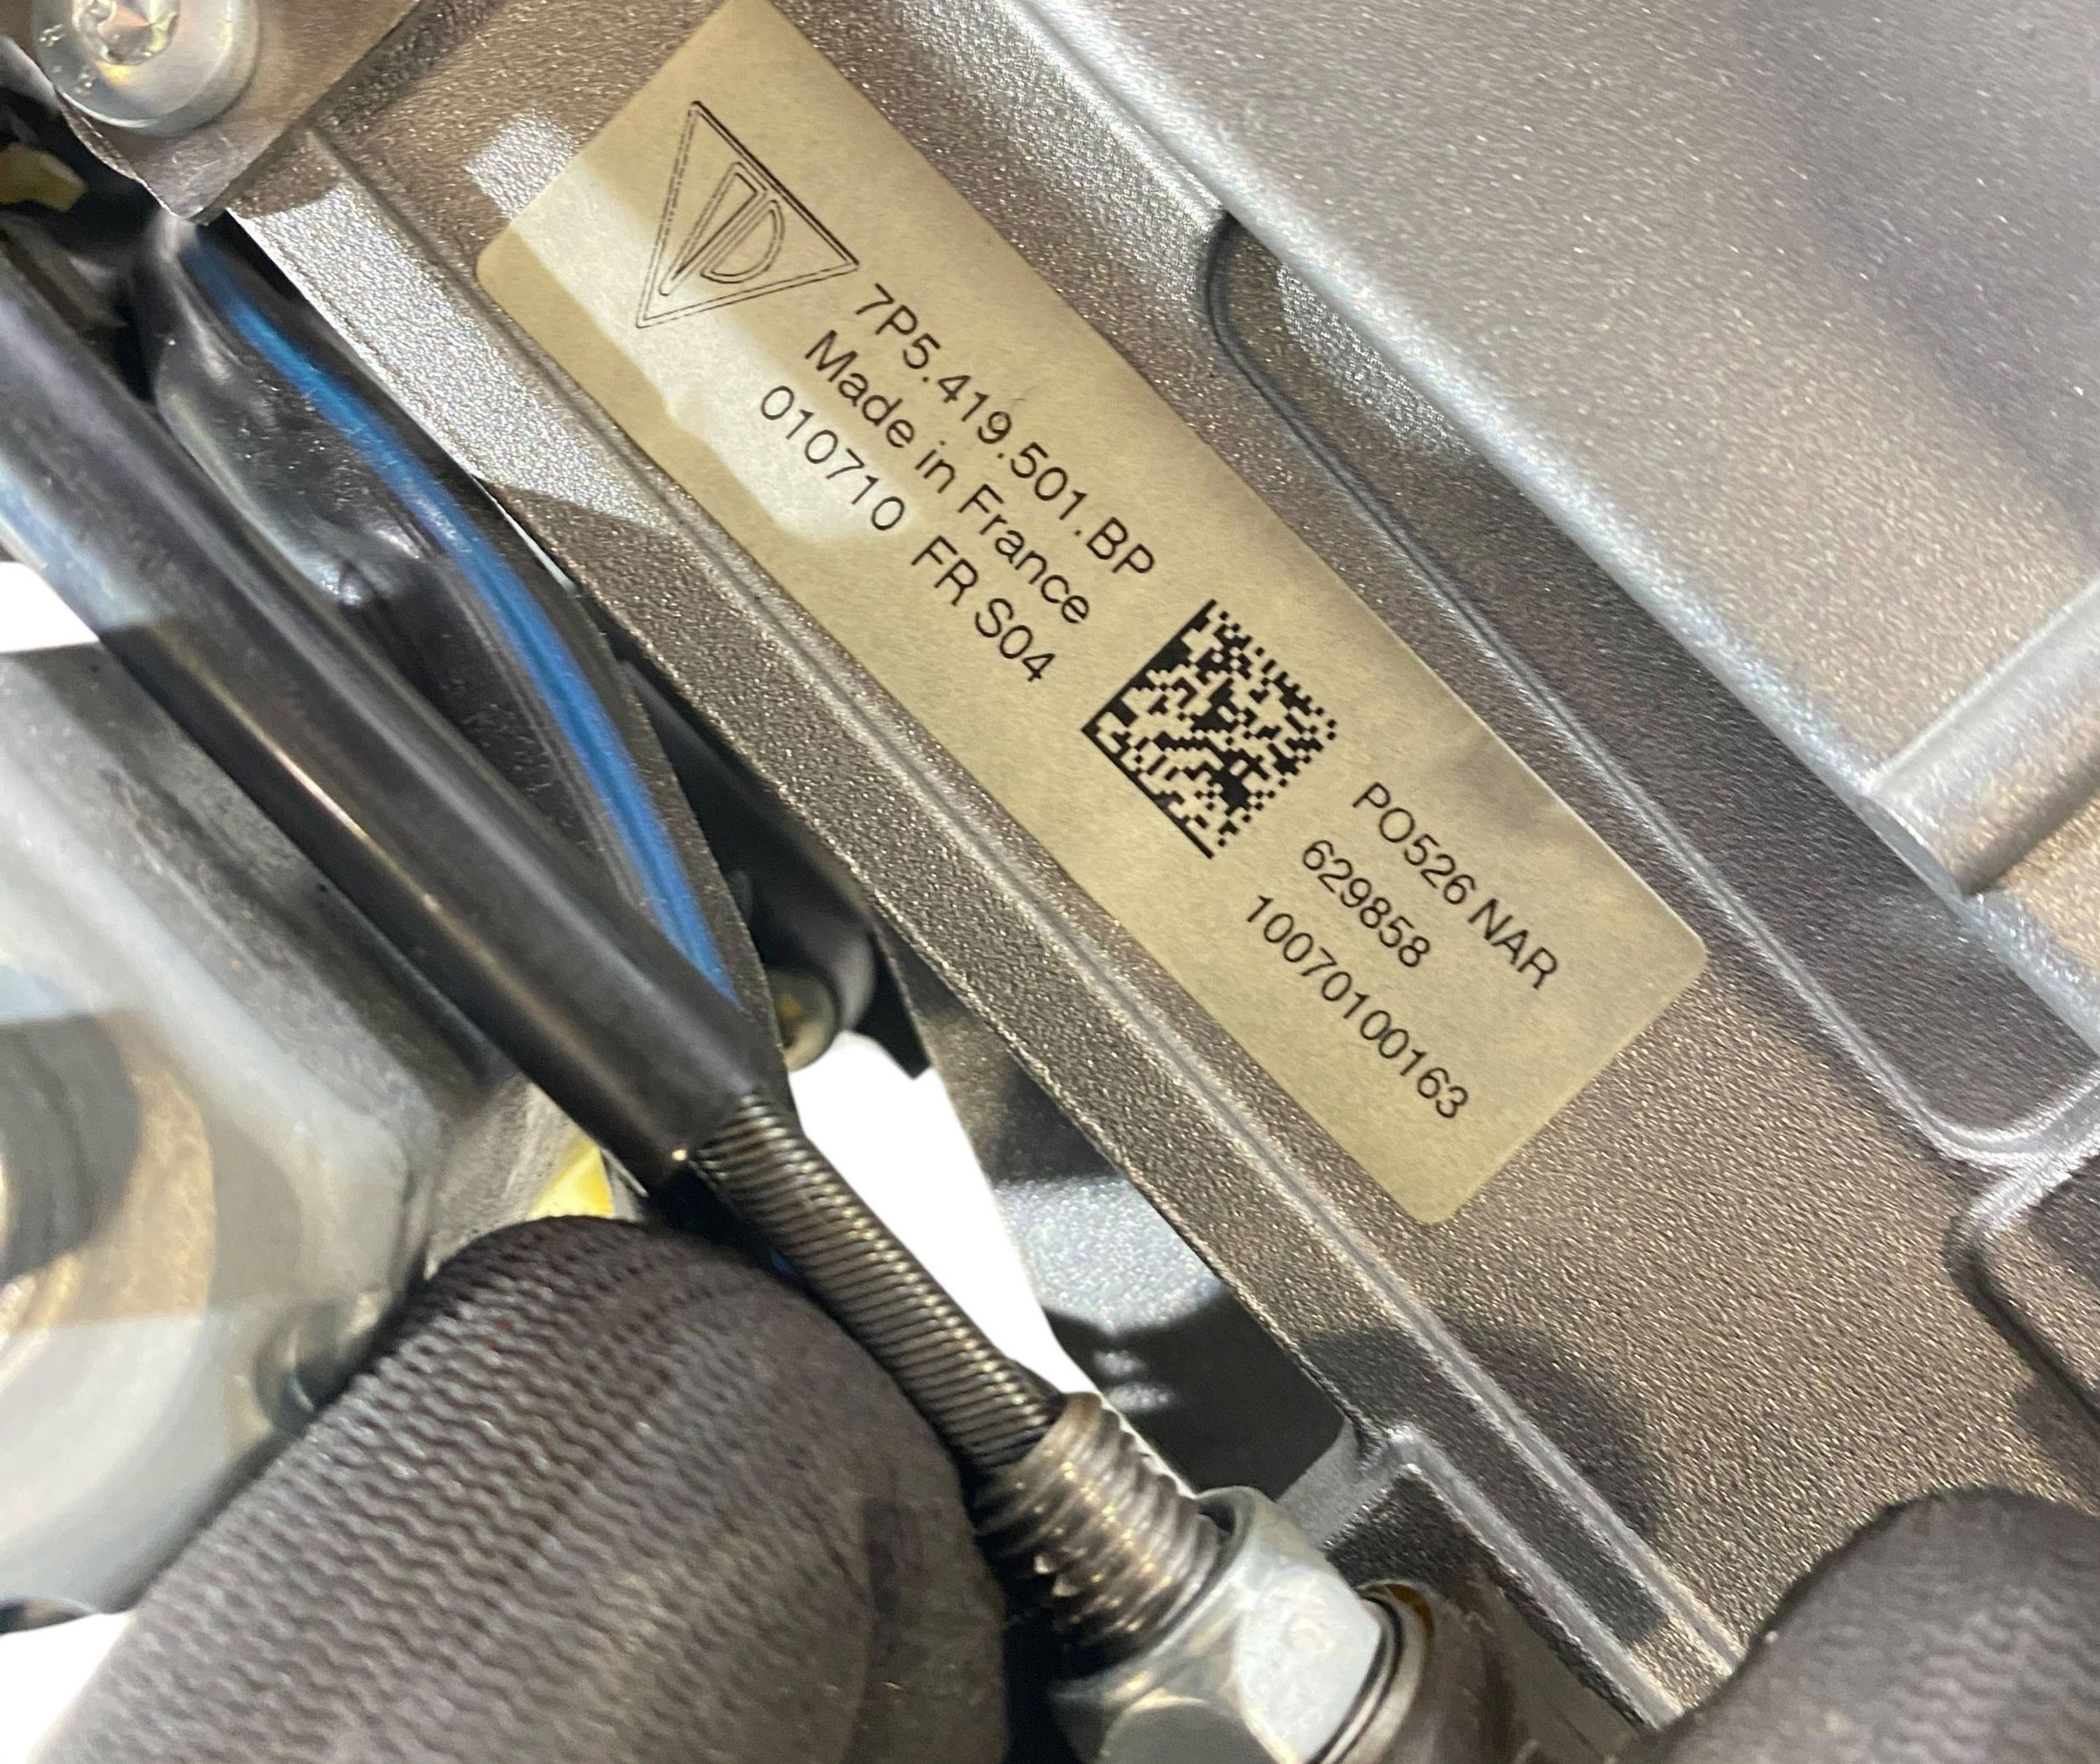 7P5.419.501.BP
Made in France
010710 FR S04
PO526 NAR
629858
10070100163